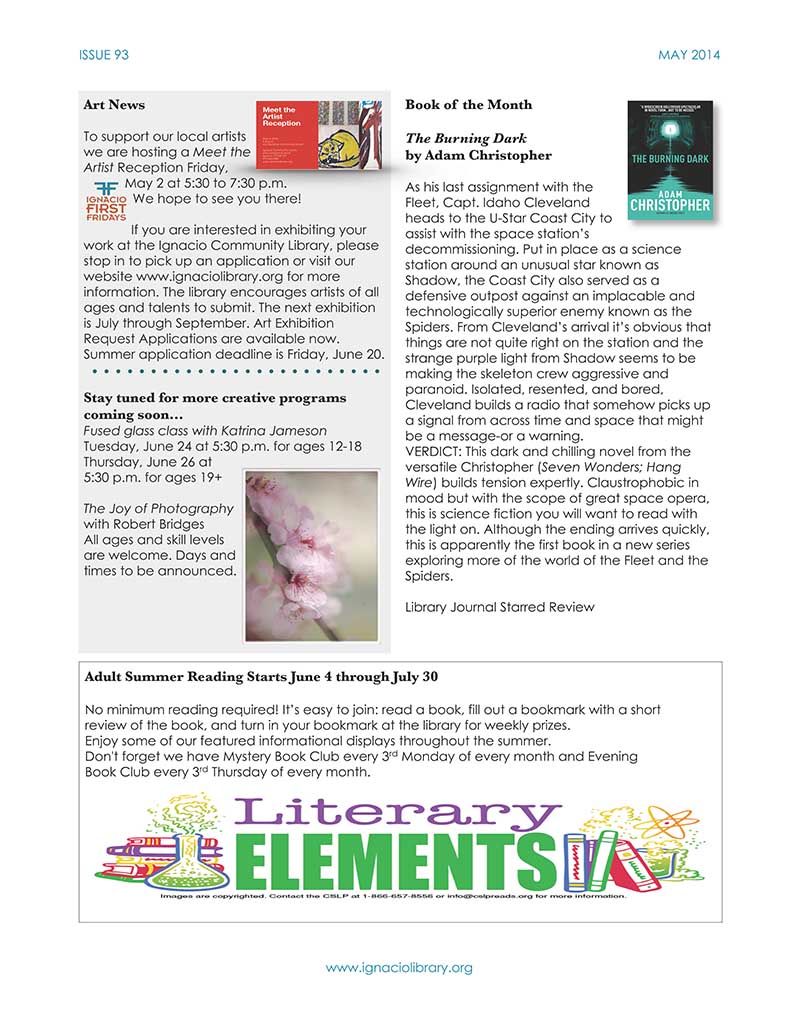 ISSUE 93
MAY 2014
Art News
Meet the
Artist
Reception
To support our local artists
we are hosting a Meet the
Artist Reception Friday,
May 2 at 5:30 to 7:30 p.m.
We hope to see you there!
IGNACIO
FIRST
FRIDAYS
If you are interested in exhibiting your
work at the Ignacio Community Library, please
stop in to pick up an application or visit our
website www.ignaciolibrary.org for more
information. The library encourages artists of all
ages and talents to submit. The next exhibition
is July through September. Art Exhibition
Request Applications are available now.
Summer application deadline is Friday, June 20.
Stay tuned for more creative programs
coming soon…
Fused glass class with Katrina Jameson
Tuesday, June 24 at 5:30 p.m. for ages 12-18
Thursday, June 26 at
5:30 p.m. for ages 19+
The Joy of Photography
with Robert Bridges
All ages and skill levels
are welcome. Days and
times to be announced.
Book of the Month
The Burning Dark
by Adam Christopher
THE BURNING DARK
ADAM
CHRISTOPHER
As his last assignment with the
Fleet, Capt. Idaho Cleveland
heads to the U-Star Coast City to
assist with the space station's
decommissioning. Put in place as a science
station around an unusual star known as
Shadow, the Coast City also served as a
defensive outpost against an implacable and
technologically superior enemy known as the
Spiders. From Cleveland's arrival it's obvious that
things are not quite right on the station and the
strange purple light from Shadow seems to be
making the skeleton crew aggressive and
paranoid. Isolated, resented, and bored,
Cleveland builds a radio that somehow picks up
a signal from across time and space that might
be a message-or a warning.
VERDICT: This dark and chilling novel from the
versatile Christopher (Seven Wonders; Hang
Wire) builds tension expertly. Claustrophobic in
mood but with the scope of great space opera,
this is science fiction you will want to read with
the light on. Although the ending arrives quickly,
this is apparently the first book in a new series
exploring more of the world of the Fleet and the
Spiders.
Library Journal Starred Review
Adult Summer Reading Starts June 4 through July 30
No minimum reading required! It's easy to join: read a book, fill out a bookmark with a short
review of the book, and turn in your bookmark at the library for weekly prizes.
Enjoy some of our featured informational displays throughout the summer.
Don't forget we have Mystery Book Club every 3rd Monday of every month and Evening
Book Club every 3rd Thursday of every month.
Literary
ELEMENTS
Images are copyrighted. Contact the CSLP at 1-866-657-8556 or info@cslpreads.org for more information.
www.ignaciolibrary.org